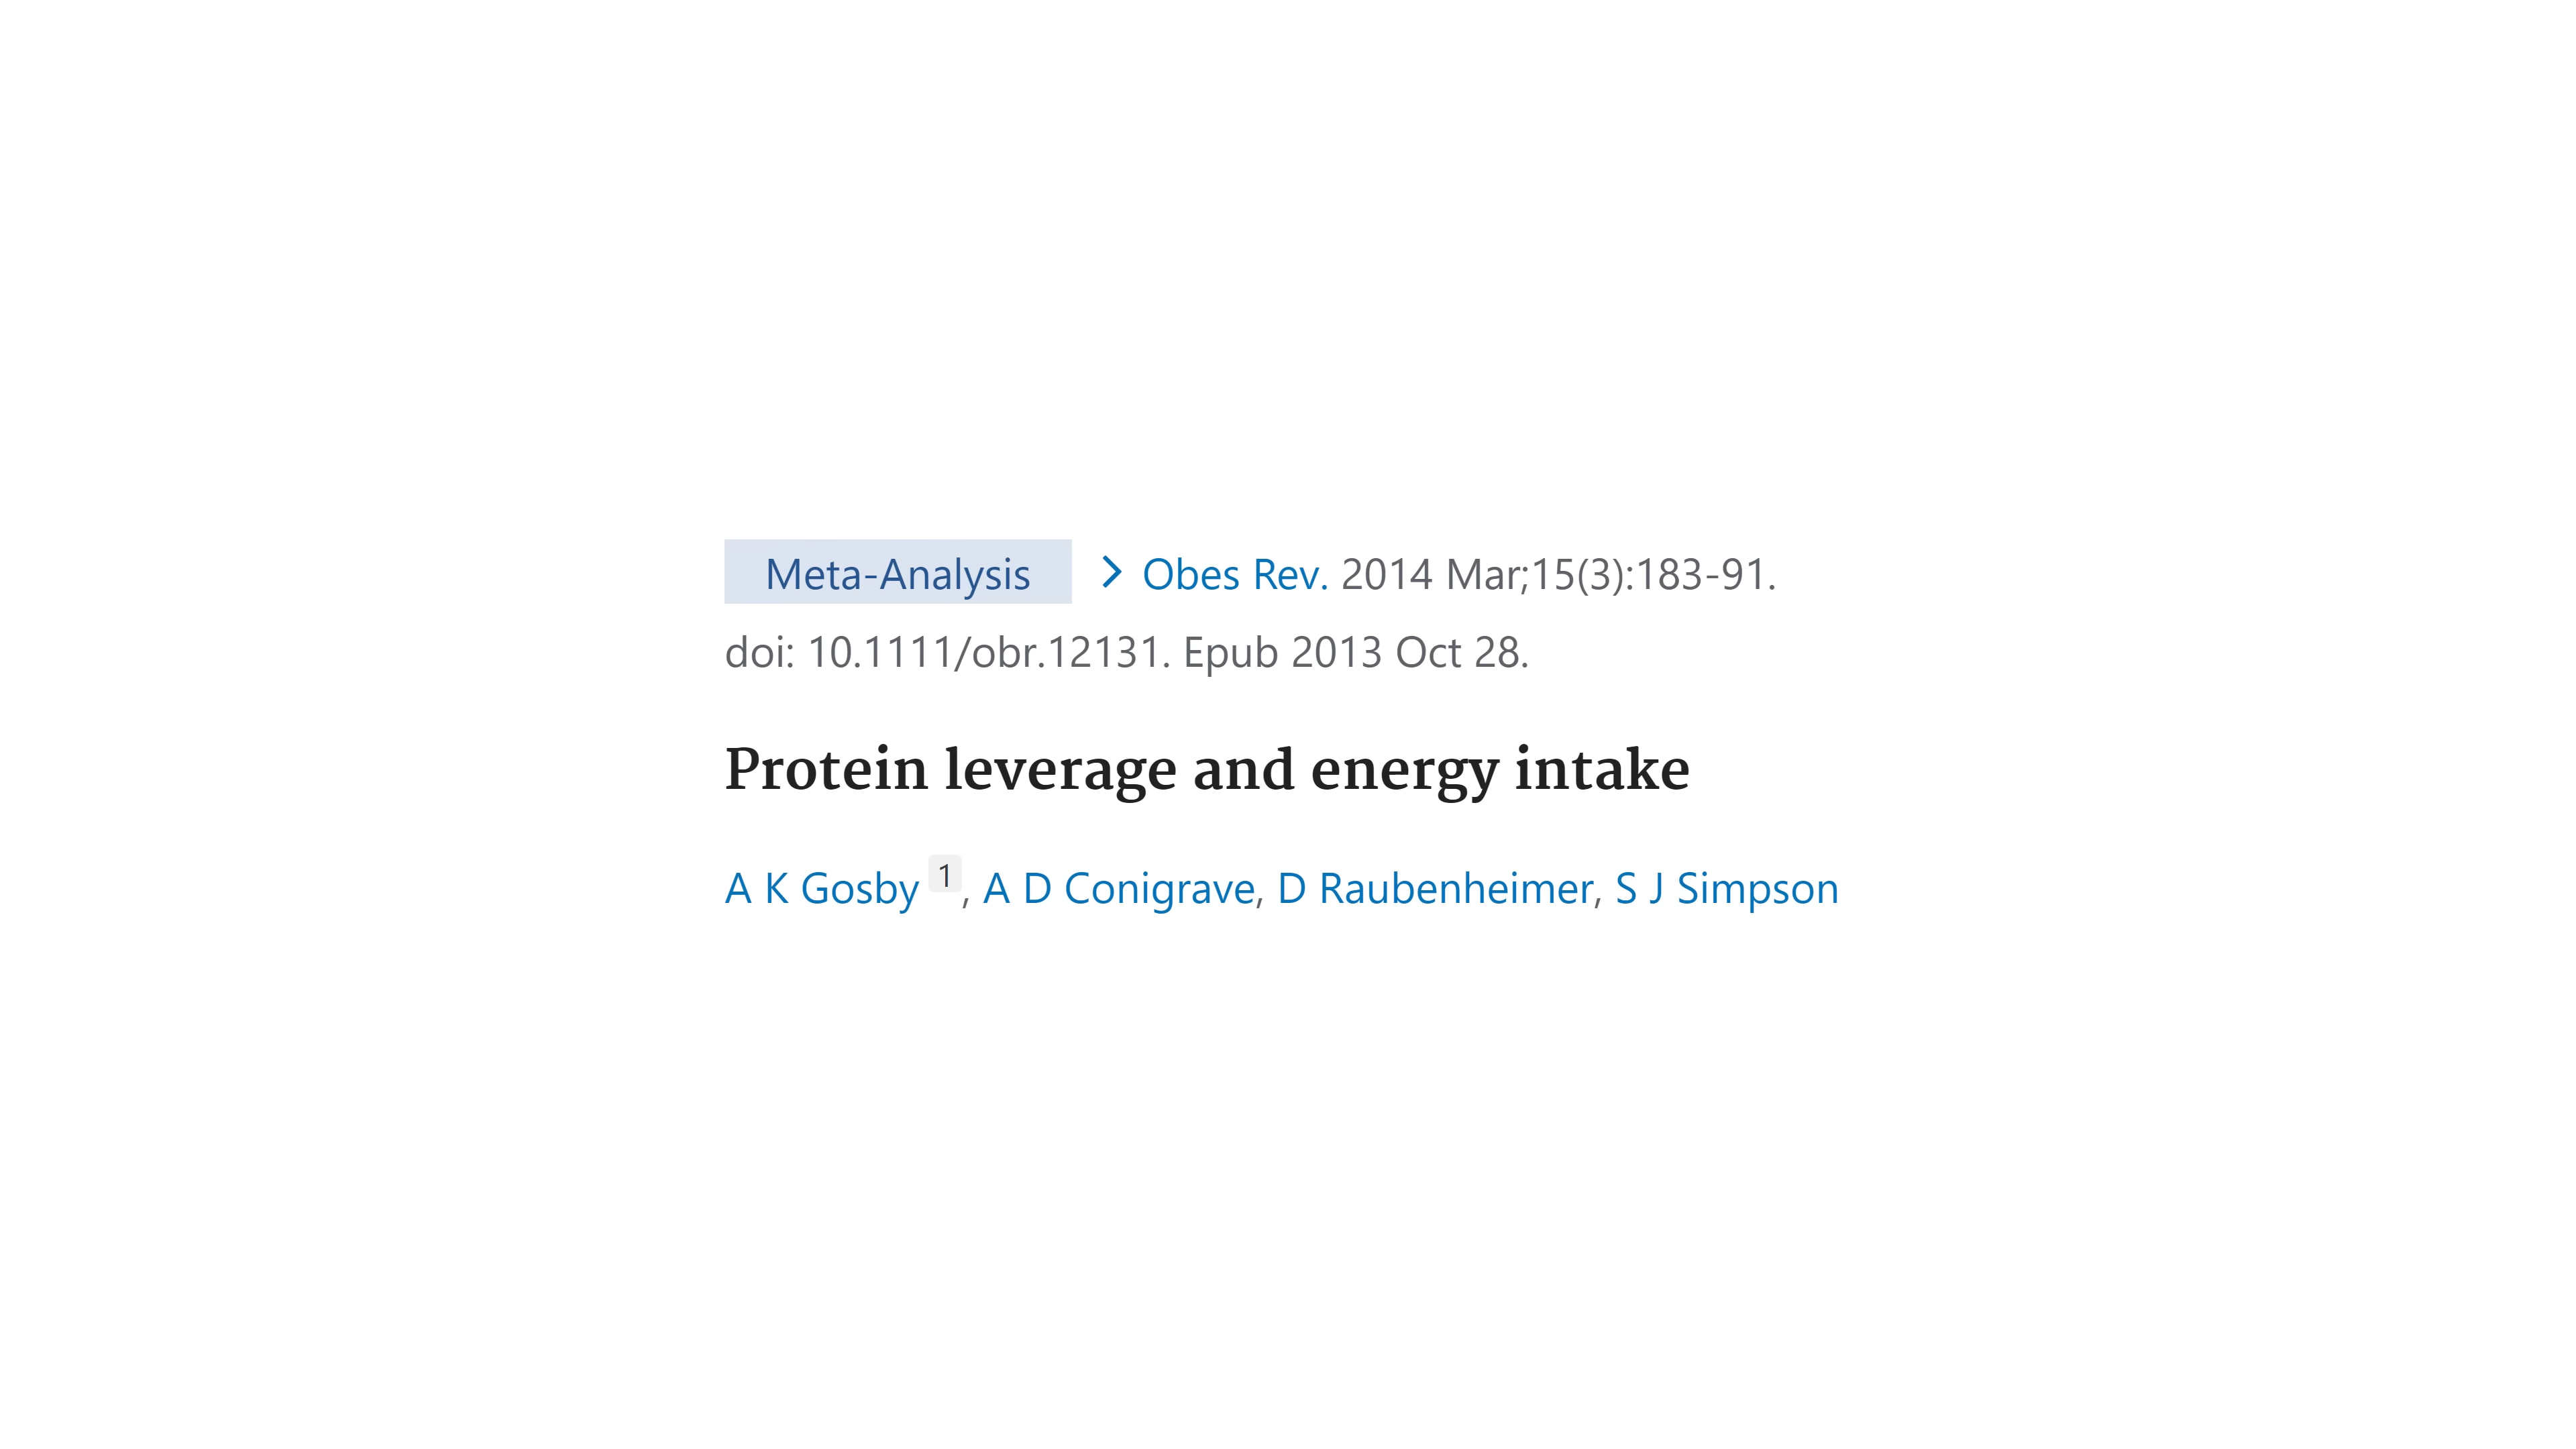 Meta-Analysis > Obes Rev. 2014 Mar;15(3):183-91.
doi: 10.1111/obr.12131. Epub 2013 Oct 28.
Protein leverage and energy intake
A K Gosby 1, A D Conigrave, D Raubenheimer, S J Simpson